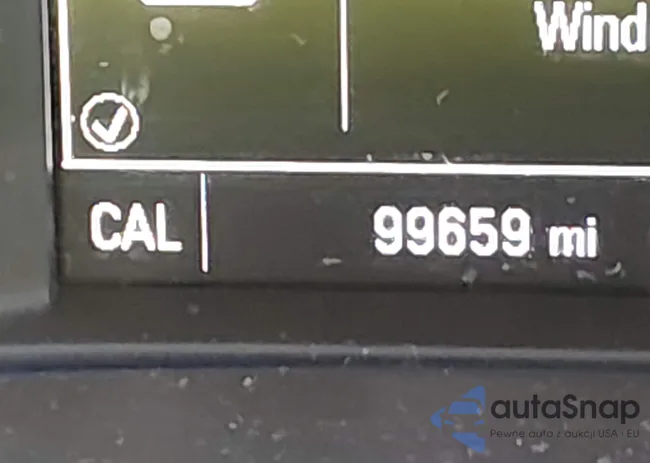 Wind
CAL
99659 mi
autaSnap
Pewne auta z aukcji USA - EU